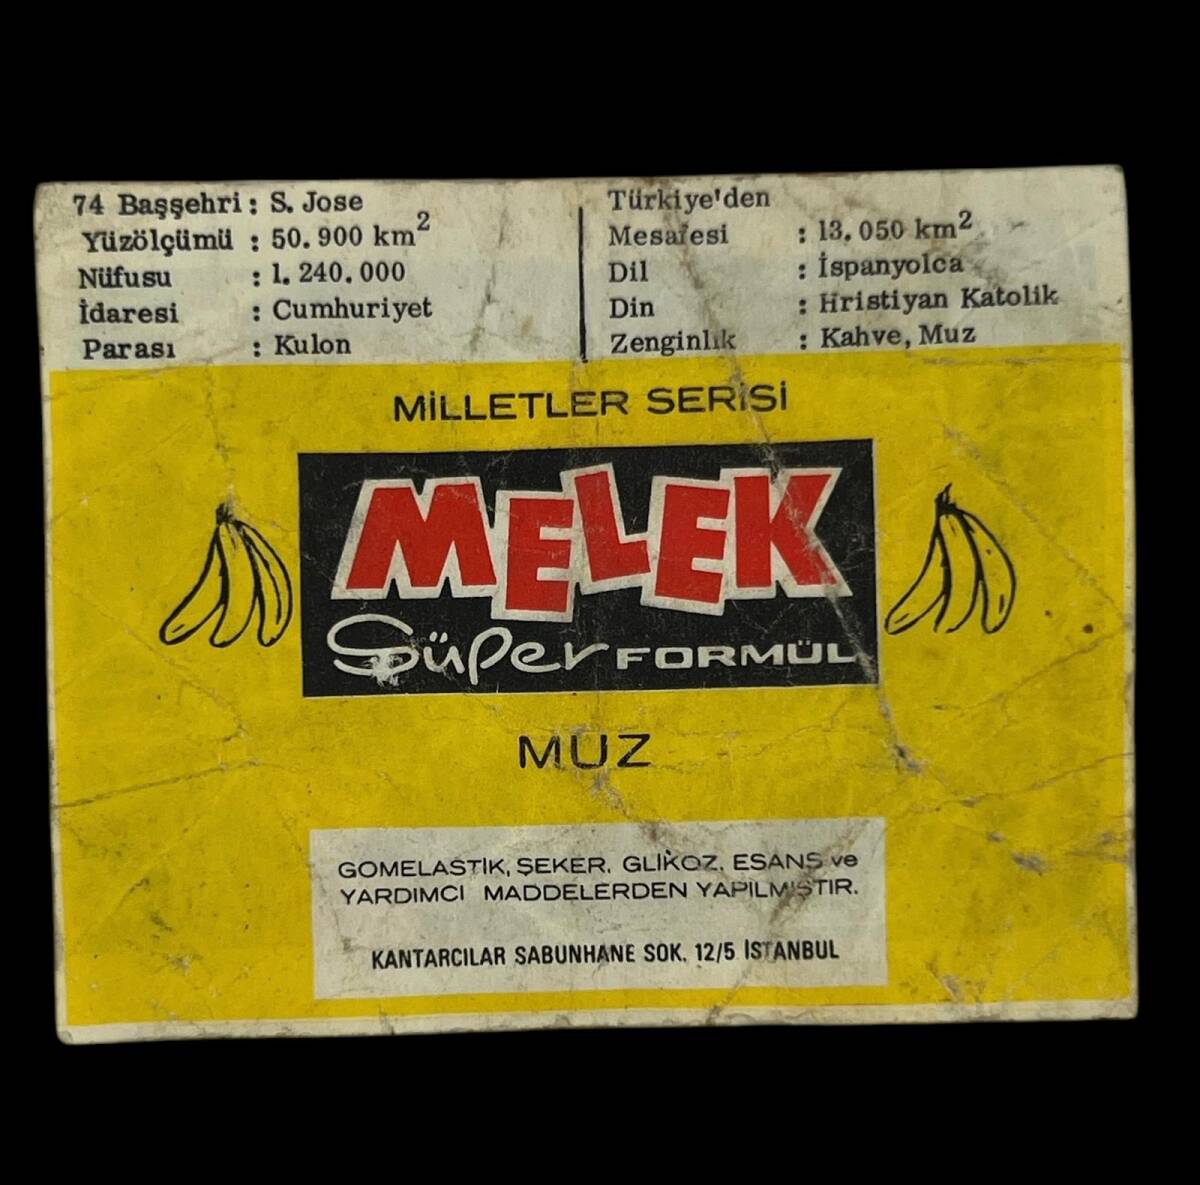 74 Başşehri : S. Jose
Yüzölçümü : 50.900 km²
Nüfusu : 1.240.000
İdaresi : Cumhuriyet
Parası : Kulon
Türkiye'den
Mesafesi : 13.050 km²
Dil : İspanyolca
Din : Hristiyan Katolik
Zenginlik : Kahve, Muz
MİLLETLER SERİSİ
MELEK
Süper FORMÜL
MUZ
GOMELASTİK, ŞEKER, GLİKOZ, ESANS ve
YARDIMCI MADDELERDEN YAPILMIŞTIR.
KANTARCILAR SABUNHANE SOK. 12/5 İSTANBUL